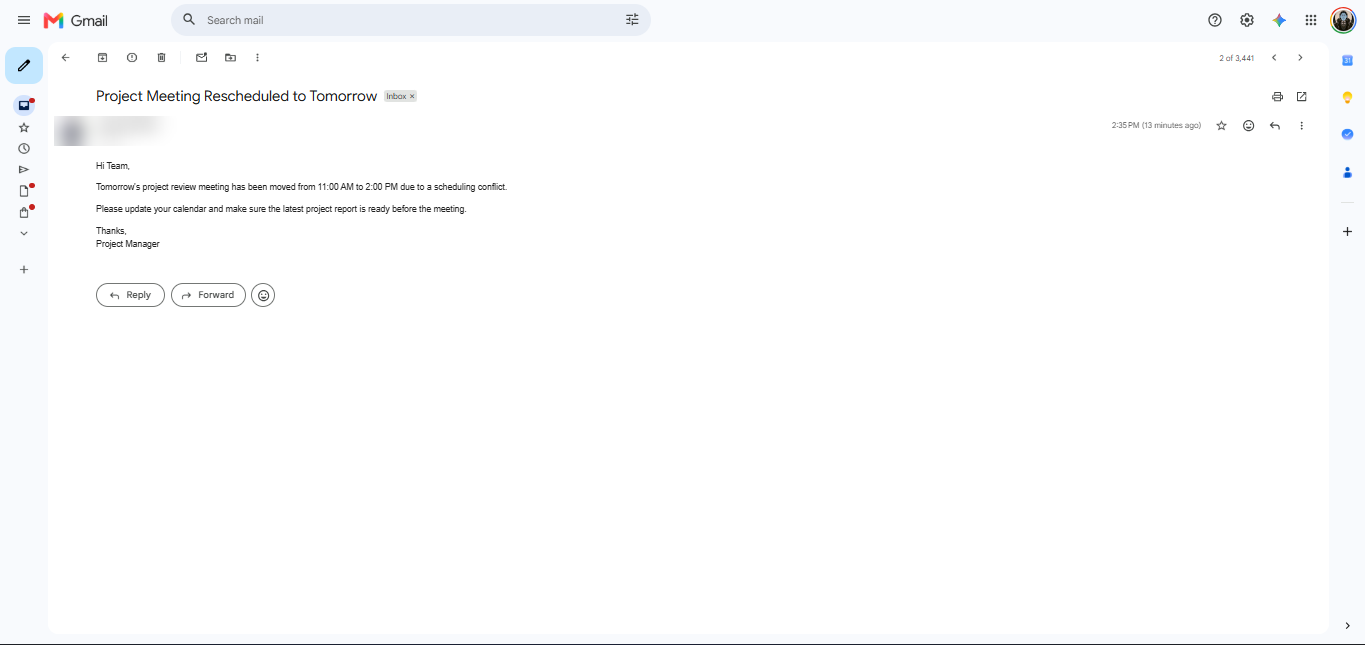 Gmail
Search mail
2 of 3,441
Project Meeting Rescheduled to Tomorrow
Inbox ×
2:35 PM (13 minutes ago)
Hi Team,
Tomorrow's project review meeting has been moved from 11:00 AM to 2:00 PM due to a scheduling conflict.
Please update your calendar and make sure the latest project report is ready before the meeting.
Thanks,
Project Manager
Reply
Forward
31